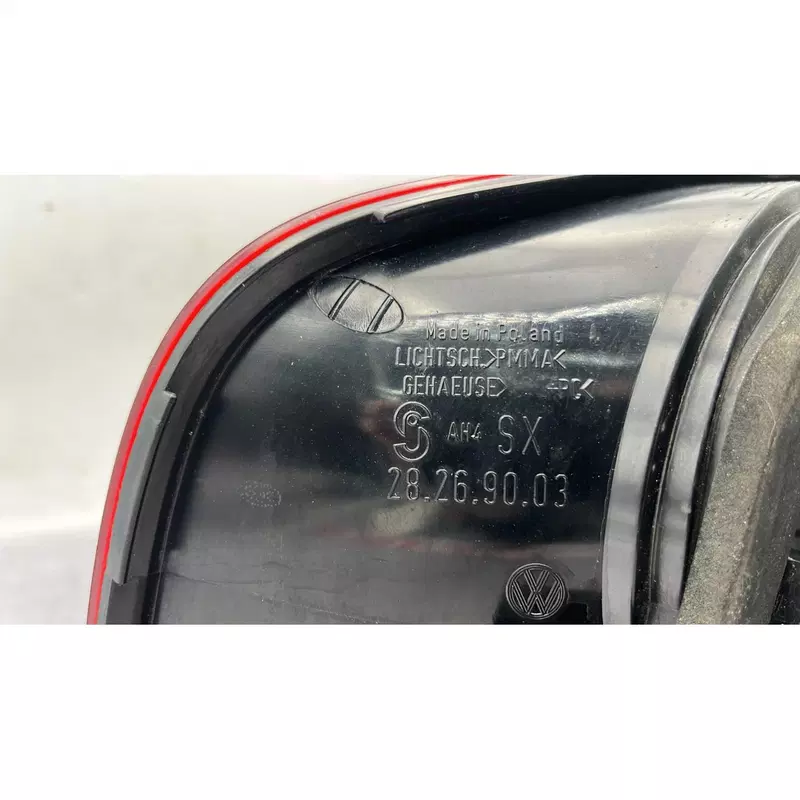 Made in Poland
LICHTSCH.>PMMA<
GEHAEUSE>
AH4 SX
28.26.90.03